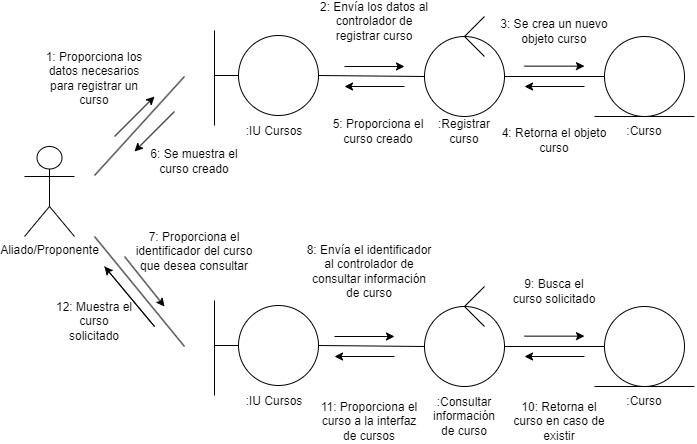 2: Envía los datos al
controlador de
registrar curso
3: Se crea un nuevo
objeto curso
1: Proporciona los
datos necesarios
para registrar un
curso
5: Proporciona
el curso creado
4: Retorna el objeto
curso
:IU Cursos
:Registrar
curso
:Curso
6: Se muestra el
curso creado
Aliado/Proponente
7: Proporciona el
identificador del curso
que desea consultar
8: Envía el identificador
al controlador de
consultar información
de curso
9: Busca el
curso solicitado
12: Muestra el
curso
solicitado
:IU Cursos
11: Proporciona el
curso a la interfaz
de cursos
:Consultar
información
de curso
10: Retorna el
curso en caso de
existir
:Curso